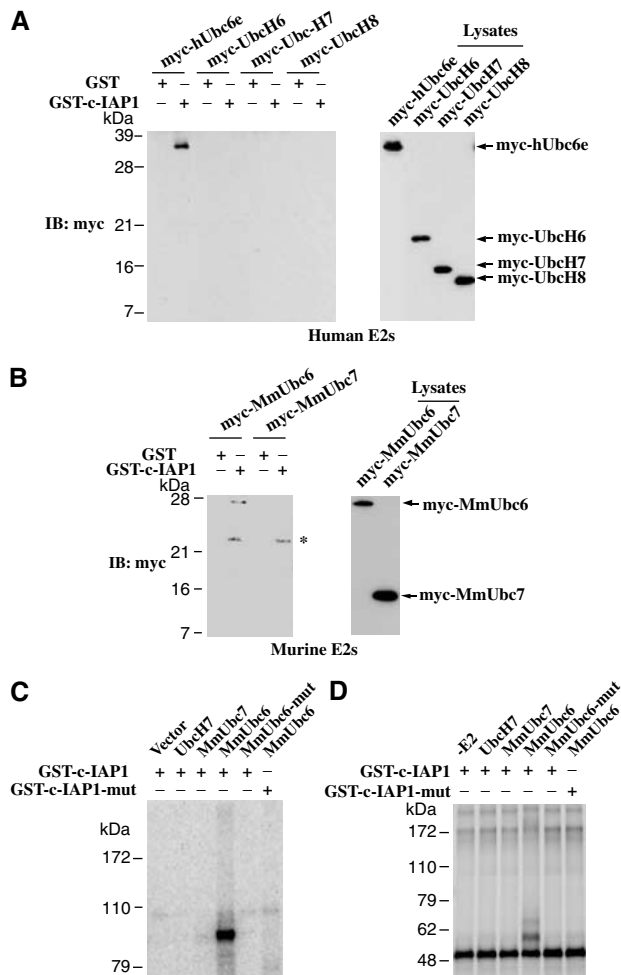 A
myc-hUbc6e
myc-UbcH6
myc-Ubc-H7
myc-UbcH8
GST + – + – + – + –
GST-c-IAP1 – + – + – + – +
kDa
39
28
21
16
7
IB: myc
Lysates
myc-hUbc6e
myc-UbcH6
myc-UbcH7
myc-UbcH8
myc-hUbc6e
myc-UbcH6
myc-UbcH7
myc-UbcH8
Human E2s
B
myc-MmUbc6
myc-MmUbc7
GST + – + –
GST-c-IAP1 – + – +
kDa
28
21
16
7
IB: myc
*
Lysates
myc-MmUbc6
myc-MmUbc7
myc-MmUbc6
myc-MmUbc7
Murine E2s
C
Vector
UbcH7
MmUbc7
MmUbc6
MmUbc6-mut
MmUbc6
GST-c-IAP1 + + + + + –
GST-c-IAP1-mut – – – – – +
kDa
172
110
79
D
-E2
UbcH7
MmUbc7
MmUbc6
MmUbc6-mut
MmUbc6
GST-c-IAP1 + + + + + –
GST-c-IAP1-mut – – – – – +
kDa
172
110
79
62
48